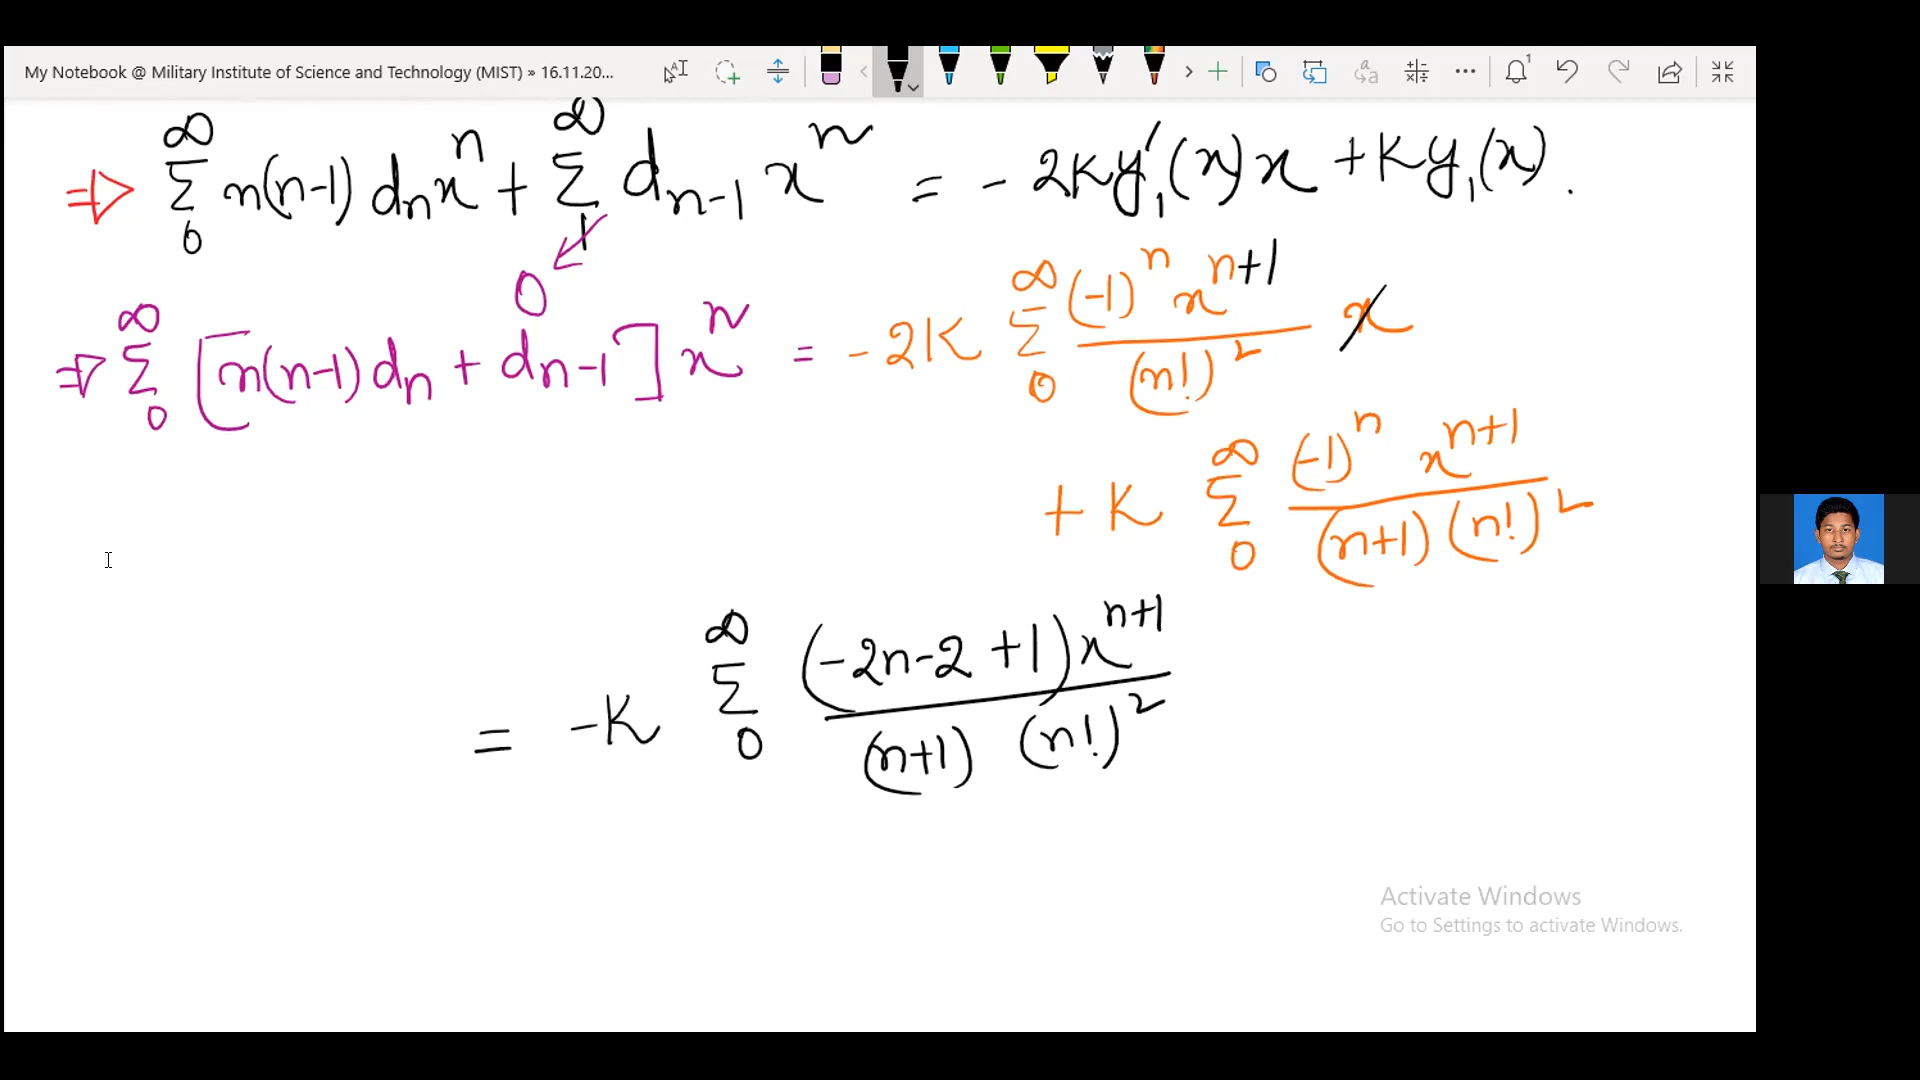 My Notebook @ Military Institute of Science and Technology (MIST) » 16.11.20...
⇒ ∞ Σ 0 n(n-1) dₙxⁿ + ∞ Σ 1 dₙ₋₁ xⁿ = - 2Ky₁′(x)x + Ky₁(x).
0
⇒ ∞ Σ 0 [n(n-1)dₙ + dₙ₋₁] xⁿ = -2K ∞ Σ 0 (-1)ⁿ xⁿ⁺¹ / (n!)² x
+ K ∞ Σ 0 (-1)ⁿ xⁿ⁺¹ / (n+1) (n!)²
= -K ∞ Σ 0 (-2n-2+1)xⁿ⁺¹ / (n+1) (n!)²
Activate Windows
Go to Settings to activate Windows.